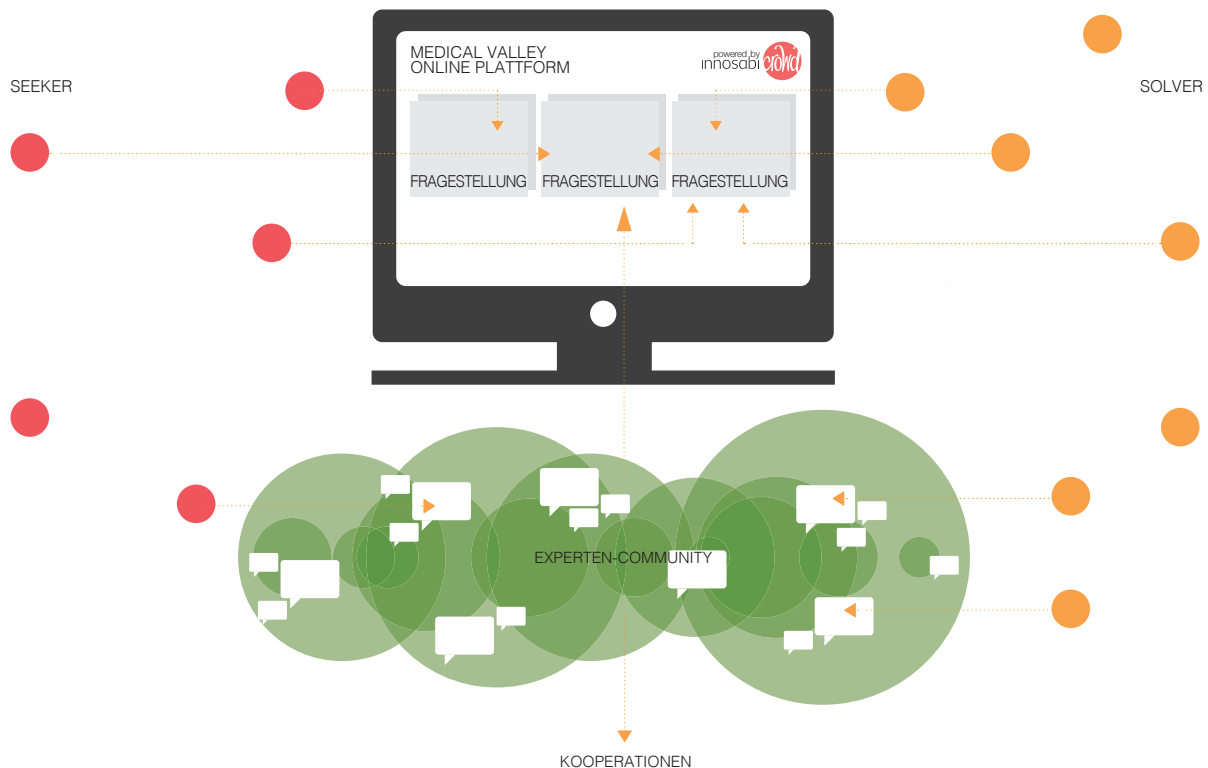 MEDICAL VALLEY
ONLINE PLATTFORM
powered by
innosabi crowd
SEEKER
SOLVER
FRAGESTELLUNG
FRAGESTELLUNG
FRAGESTELLUNG
EXPERTEN-COMMUNITY
KOOPERATIONEN